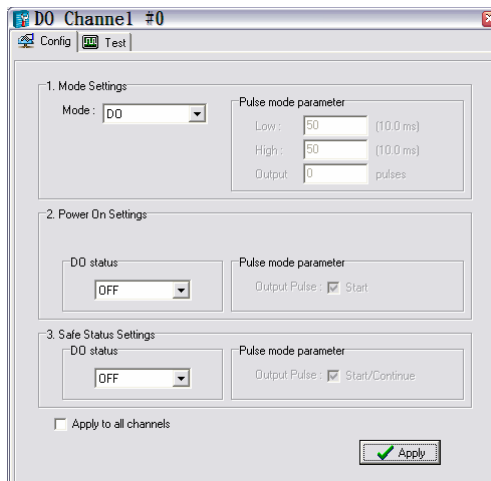 DO Channel #0
Config Test
1. Mode Settings
Mode : DO
Pulse mode parameter
Low : 50 (10.0 ms)
High : 50 (10.0 ms)
Output 0 pulses
2. Power On Settings
DO status
OFF
Pulse mode parameter
Output Pulse : Start
3. Safe Status Settings
DO status
OFF
Pulse mode parameter
Output Pulse : Start/Continue
Apply to all channels
Apply